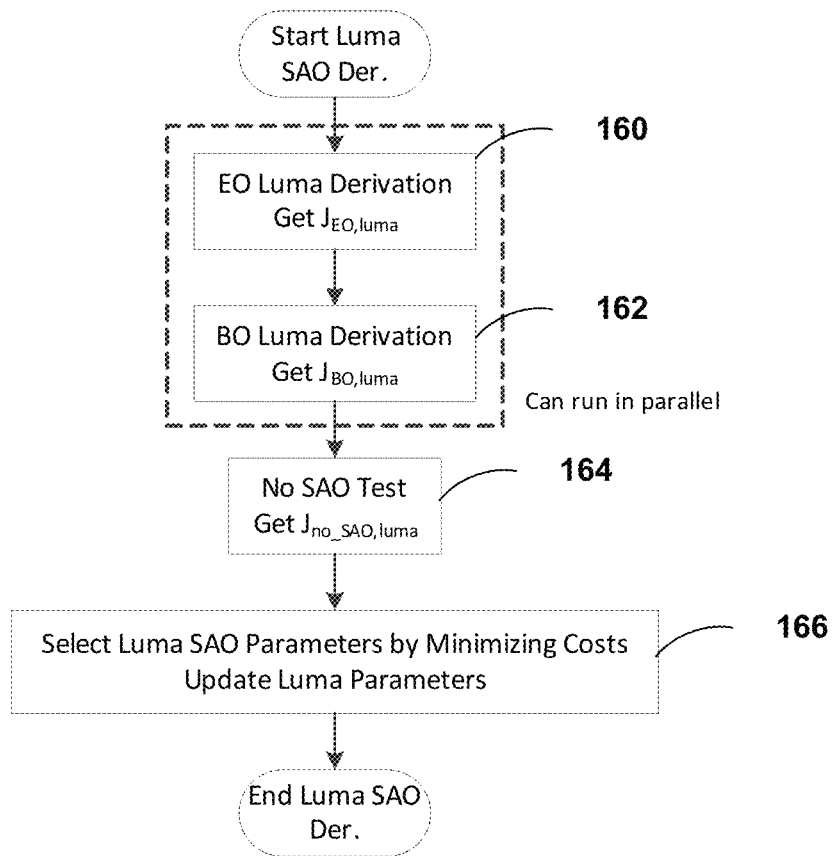 Start Luma
SAO Der.
160
EO Luma Derivation
Get J_EO,luma
162
BO Luma Derivation
Get J_BO,luma
Can run in parallel
164
No SAO Test
Get J_no_SAO,luma
166
Select Luma SAO Parameters by Minimizing Costs
Update Luma Parameters
End Luma SAO
Der.